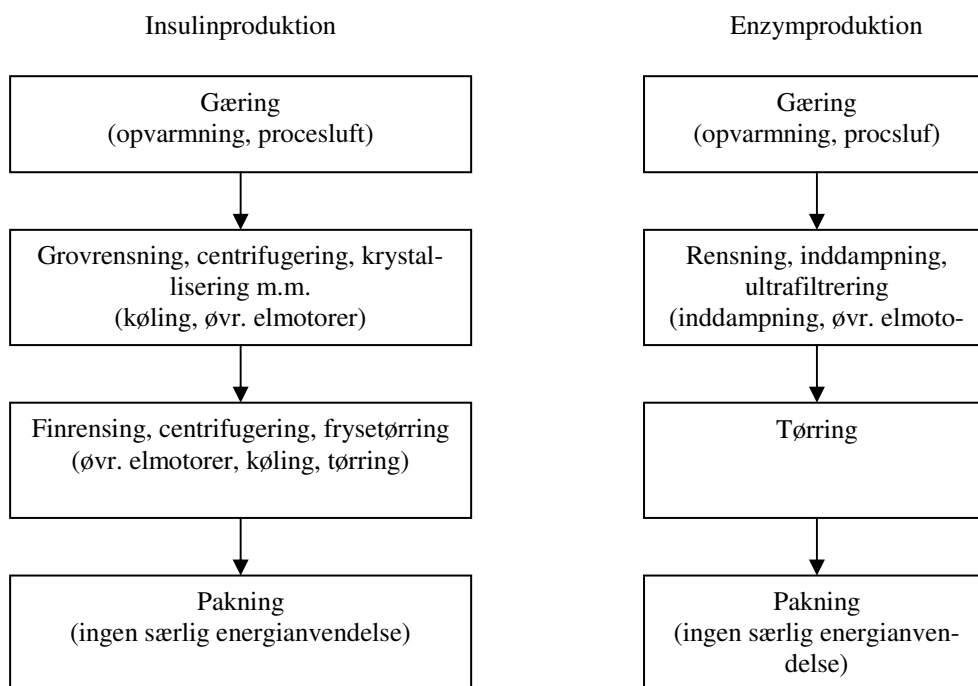 Insulinproduktion
Gæring
(opvarmning, procesluft)
Grovrensning, centrifugering, krystal-
lisering m.m.
(køling, øvr. elmotorer)
Finrensing, centrifugering, frysetørring
(øvr. elmotorer, køling, tørring)
Pakning
(ingen særlig energianvendelse)
Enzymproduktion
Gæring
(opvarmning, procsluf)
Rensning, inddampning,
ultrafiltrering
(inddampning, øvr. elmoto-
Tørring
Pakning
(ingen særlig energianven-
delse)